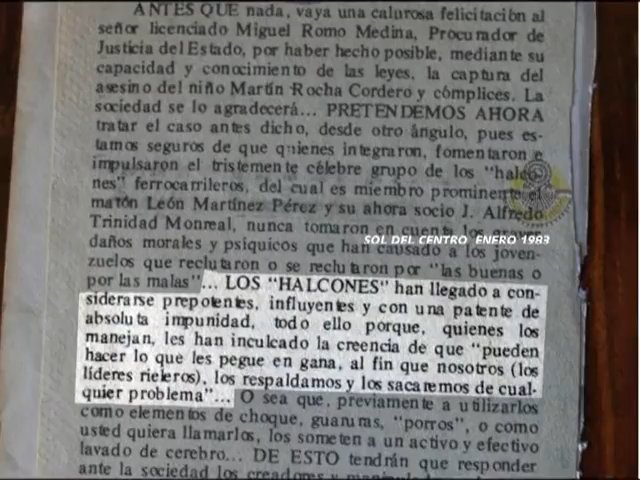 ANTES QUE nada, vaya una calurosa felicitación al
señor licenciado Miguel Romo Medina, Procurador de
Justicia del Estado, por haber hecho posible, mediante su
capacidad y conocimiento de las leyes, la captura del
asesino del niño Martín Rocha Cordero y cómplices. La
sociedad se lo agradecerá... PRETENDEMOS AHORA
tratar el caso antes dicho, desde otro ángulo, pues es-
tamos seguros de que quienes integraron, fomentaron e
impulsaron el tristemente célebre grupo de los "halco-
nes" ferrocarrileros, del cual es miembro prominente el
matón León Martínez Pérez y su ahora socio J. Alfredo
Trinidad Monreal, nunca tomaron en cuenta los graves
SOL DEL CENTRO ENERO 1983
daños morales y psíquicos que han causado a los joven-
zuelos que reclutaron o se reclutaron por "las buenas o
por las malas"... LOS "HALCONES" han llegado a con-
siderarse prepotentes, influyentes y con una patente de
absoluta impunidad, todo ello porque, quienes los
manejan, les han inculcado la creencia de que "pueden
hacer lo que les pegue en gana, al fin que nosotros (los
líderes rieleros), los respaldamos y los sacaremos de cual-
quier problema"... O sea que, previamente a utilizarlos
como elementos de choque, guaruras, "porros", o como
usted quiera llamarlos, los someten a un activo y efectivo
lavado de cerebro... DE ESTO tendrán que responder
ante la sociedad los creadores y